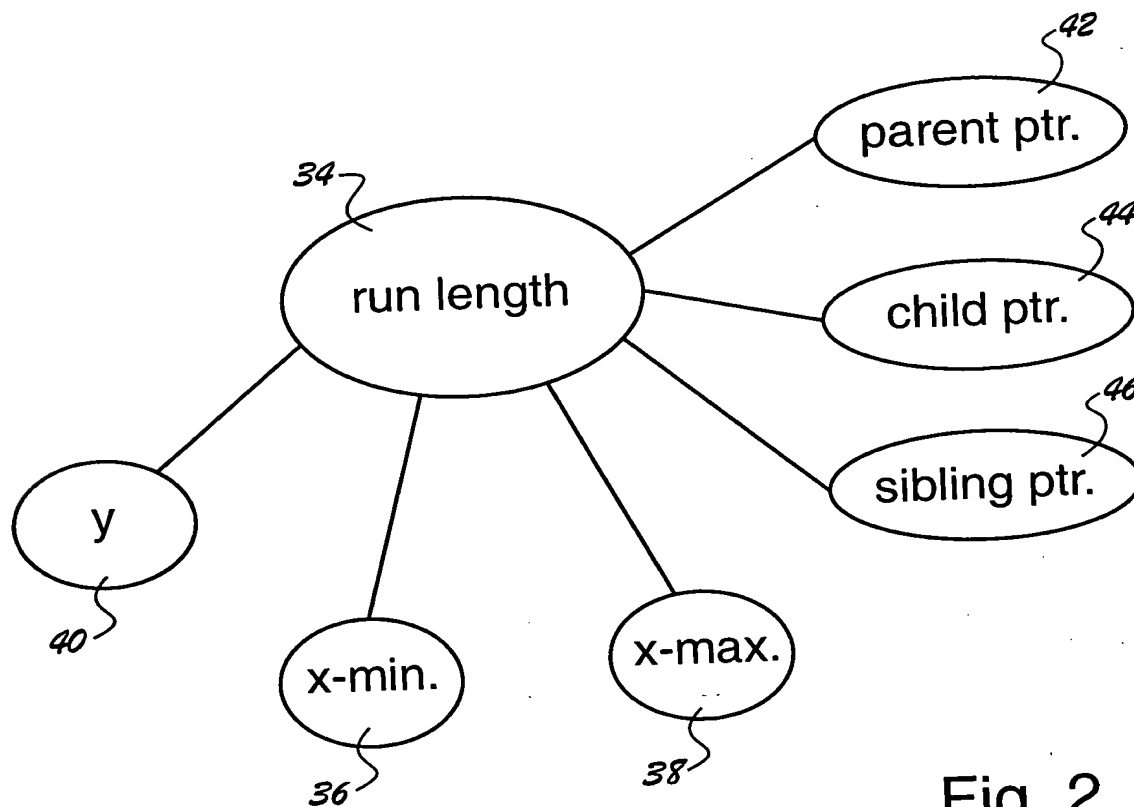 42
parent ptr.
34
run length
44
child ptr.
46
sibling ptr.
y
40
x-min.
36
x-max.
38
Fig. 2